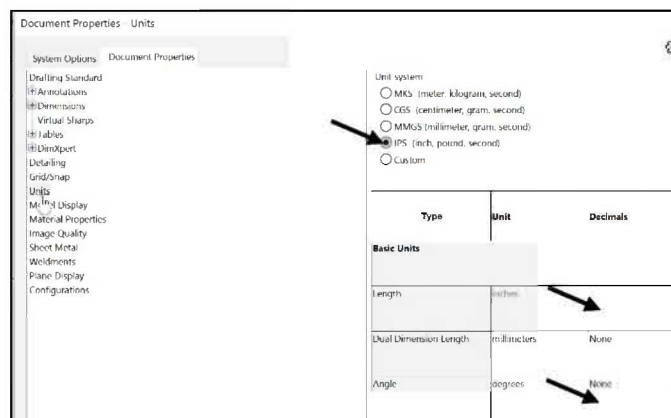 Document Properties - Units
System Options Document Properties
Drafting Standard
Annotations
Dimensions
Virtual Sharps
Tables
DimXpert
Detailing
Grid/Snap
Units
Model Display
Material Properties
Image Quality
Sheet Metal
Weldments
Plane Display
Configurations
Unit system
MKS (meter, kilogram, second)
CGS (centimeter, gram, second)
MMGS (millimeter, gram, second)
IPS (inch, pound, second)
Custom
Type Unit Decimals
Basic Units
Length inches
Dual Dimension Length millimeters None
Angle degrees None